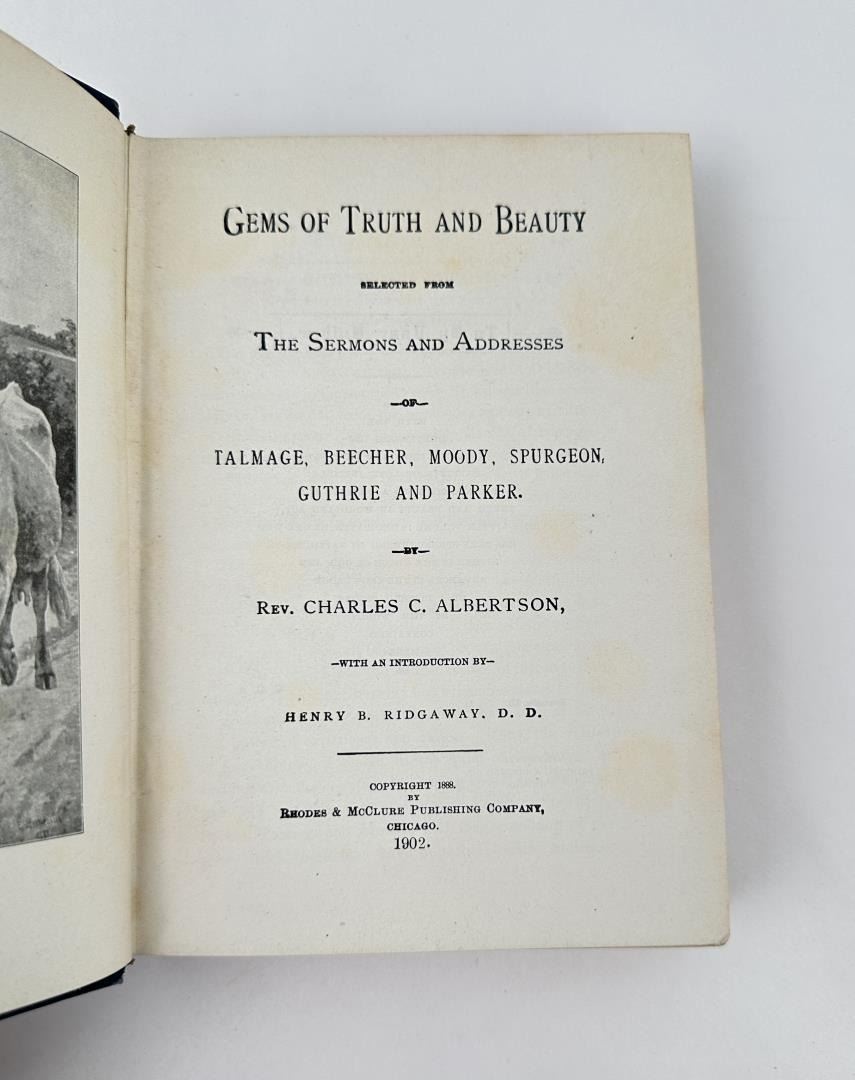 GEMS OF TRUTH AND BEAUTY
SELECTED FROM
THE SERMONS AND ADDRESSES
—OF—
TALMAGE, BEECHER, MOODY, SPURGEON,
GUTHRIE AND PARKER.
—BY—
REV. CHARLES C. ALBERTSON,
—WITH AN INTRODUCTION BY—
HENRY B. RIDGAWAY. D. D.
COPYRIGHT 1888.
BY
RHODES & MCCLURE PUBLISHING COMPANY,
CHICAGO.
1902.